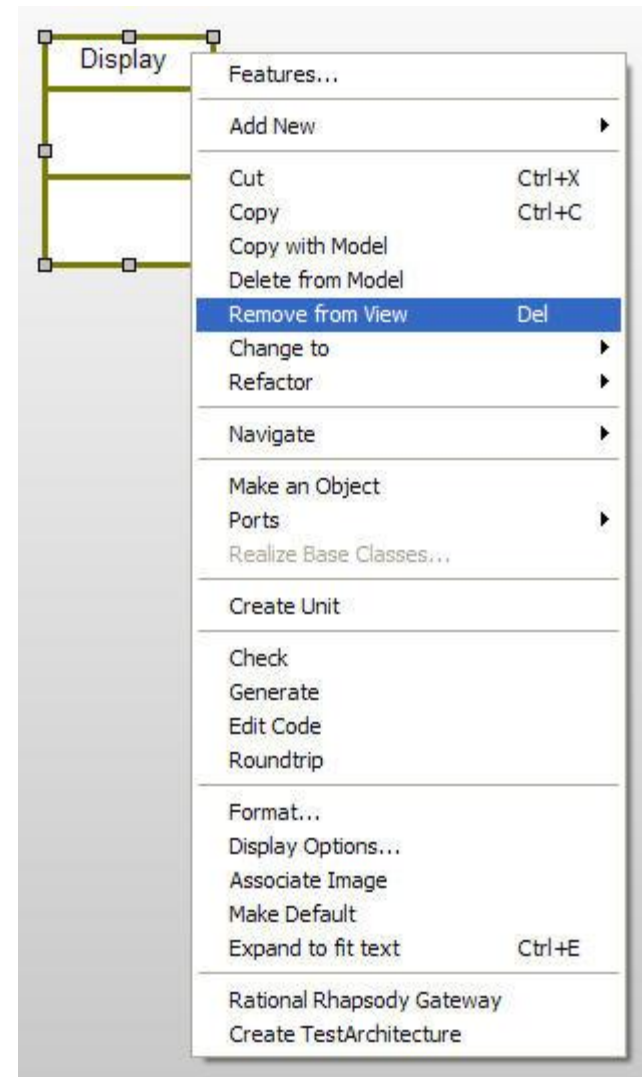 Display
Features...
Add New
Cut Ctrl+X
Copy Ctrl+C
Copy with Model
Delete from Model
Remove from View Del
Change to
Refactor
Navigate
Make an Object
Ports
Realize Base Classes...
Create Unit
Check
Generate
Edit Code
Roundtrip
Format...
Display Options...
Associate Image
Make Default
Expand to fit text Ctrl+E
Rational Rhapsody Gateway
Create TestArchitecture